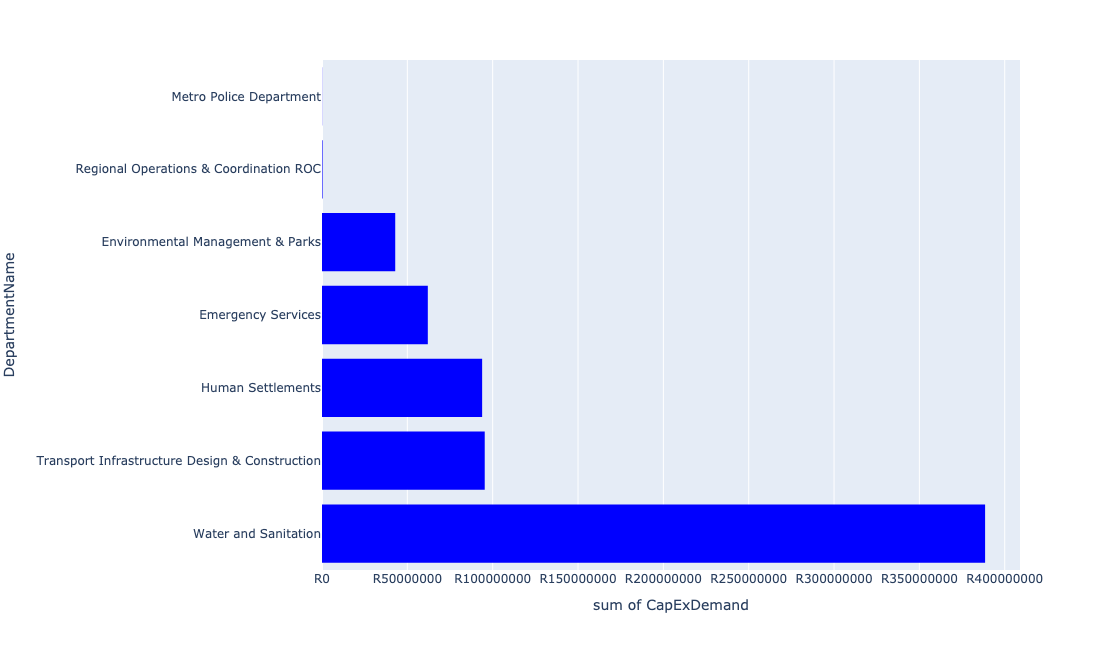 Metro Police Department
Regional Operations & Coordination ROC
Environmental Management & Parks
Emergency Services
Human Settlements
Transport Infrastructure Design & Construction
Water and Sanitation
DepartmentName
R0 R50000000 R100000000 R150000000 R200000000 R250000000 R300000000 R350000000 R400000000
sum of CapExDemand